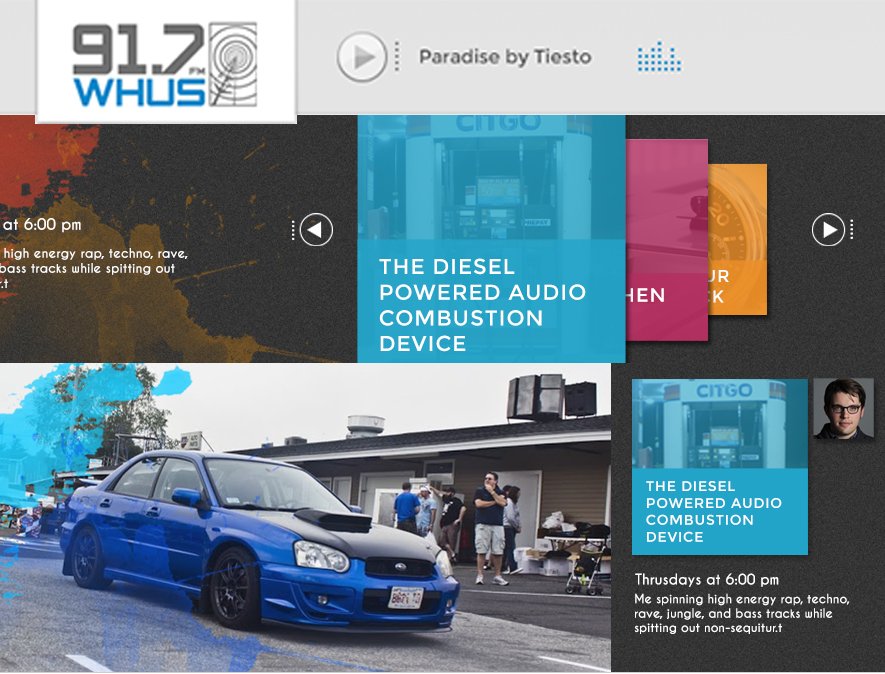 91.7
FM
WHUS
Paradise by Tiesto
CITGO
at 6:00 pm
high energy rap, techno, rave,
bass tracks while spitting out
r.t
THE DIESEL
POWERED AUDIO
COMBUSTION
DEVICE
HEN
UR
CK
CITGO
THE DIESEL
POWERED AUDIO
COMBUSTION
DEVICE
Thrusdays at 6:00 pm
Me spinning high energy rap, techno,
rave, jungle, and bass tracks while
spitting out non-sequitur.t